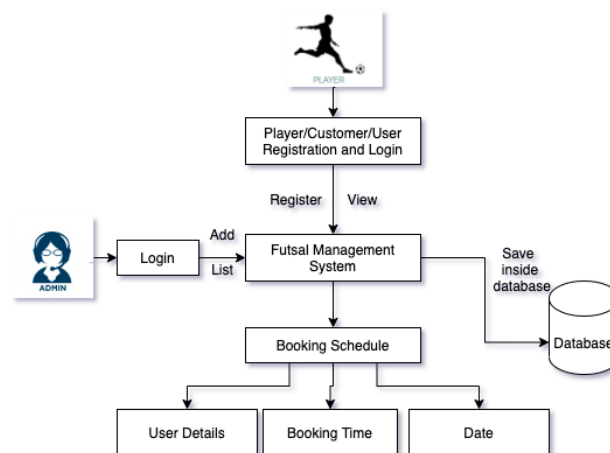 PLAYER
Player/Customer/User
Registration and Login
Register
View
ADMIN
Login
Add
List
Futsal Management
System
Save
inside
database
Database
Booking Schedule
User Details
Booking Time
Date